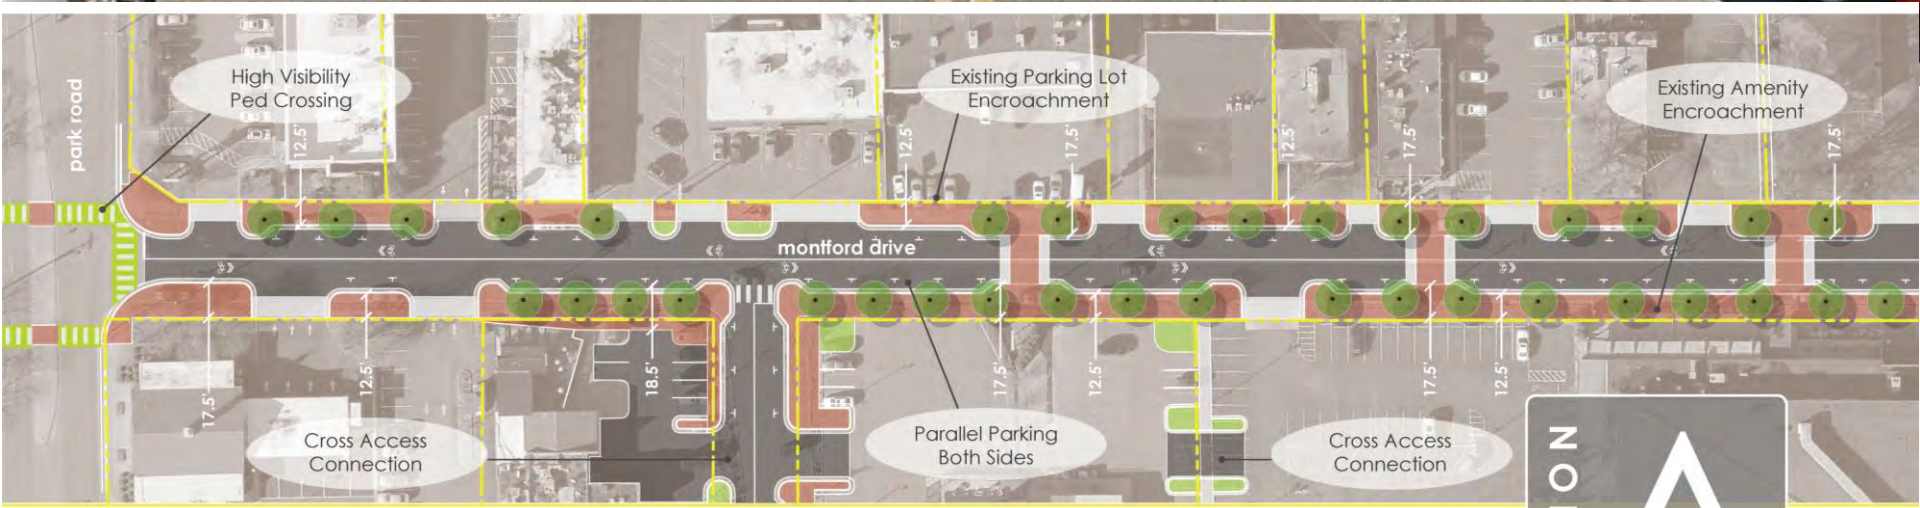 High Visibility
Ped Crossing
Existing Parking Lot
Encroachment
Existing Amenity
Encroachment
park road
12.5'
12.5'
17.5'
12.5'
17.5'
17.5'
montford drive
17.5'
12.5'
18.5'
17.5'
12.5'
17.5'
12.5'
Cross Access
Connection
Parallel Parking
Both Sides
Cross Access
Connection
ION